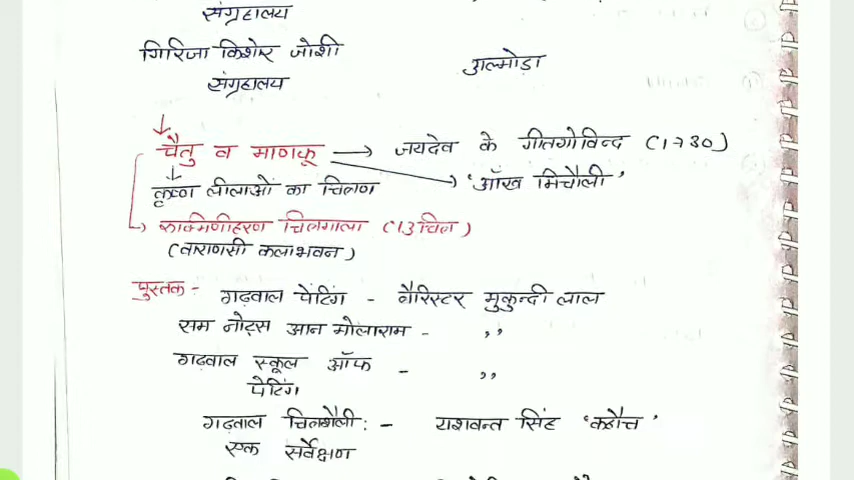 संग्रहालय
गिरिजा किशोर जोशी
संग्रहालय
अल्मोड़ा
चैतु व माणकू → जयदेव के गीतगोविन्द (1730)
→ 'आँख मिचौली'
कृष्ण लीलाओं का चित्रण
रुक्मिणीहरण चित्रमाला (13 चित्र)
(वाराणसी कलाभवन)
पुस्तक - गढ़वाल पेंटिंग - बैरिस्टर मुकुन्दी लाल
सम नोट्स आन मोलाराम - ,,
गढ़वाल स्कूल ऑफ - ,,
पेंटिंग
गढ़वाल चित्रशैली :- यशवन्त सिंह 'कठौच'
एक सर्वेक्षण